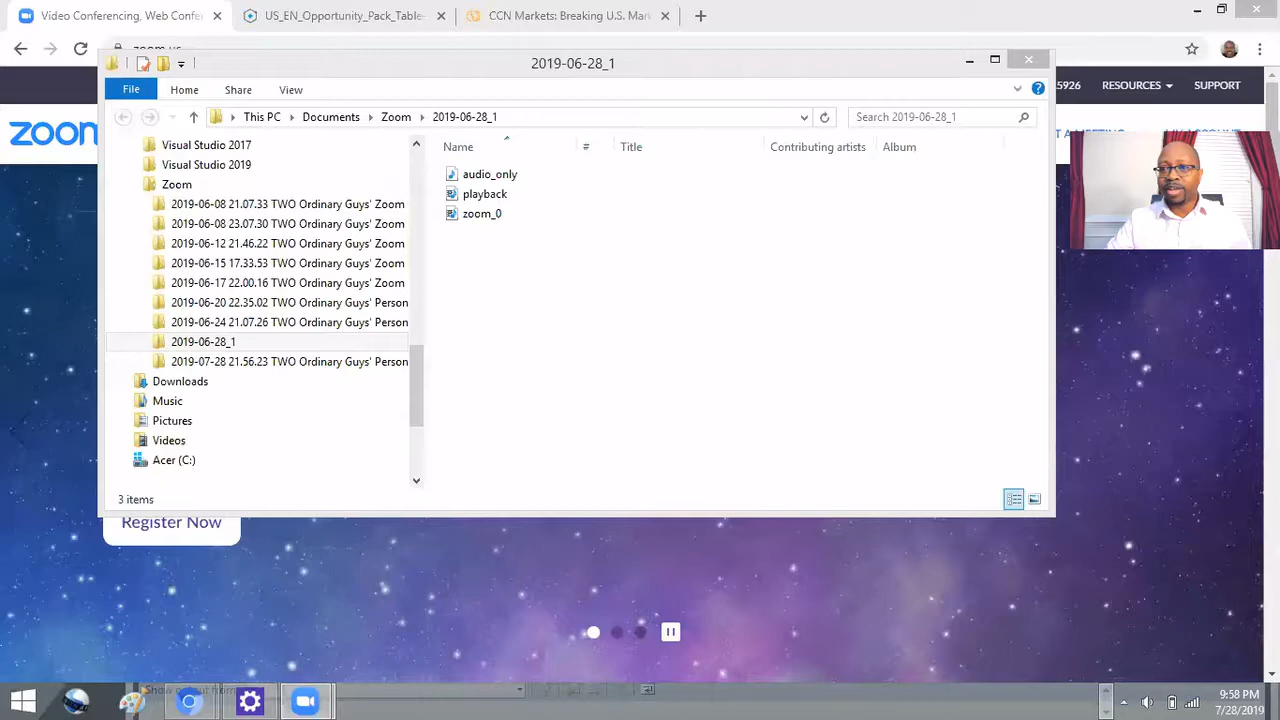 Video Conferencing, Web Confe
US_EN_Opportunity_Pack_Table-
CCN Markets: Breaking U.S. Mar
2019-06-28_1
5926
RESOURCES
SUPPORT
File
Home
Share
View
This PC
Documents
Zoom
2019-06-28_1
Search 2019-06-28_1
zoom
Visual Studio 2017
Visual Studio 2019
Zoom
2019-06-08 21.07.33 TWO Ordinary Guys' Zoom
2019-06-08 23.07.30 TWO Ordinary Guys' Zoom
2019-06-12 21.46.22 TWO Ordinary Guys' Zoom
2019-06-15 17.33.53 TWO Ordinary Guys' Zoom
2019-06-17 22.00.16 TWO Ordinary Guys' Zoom
2019-06-20 22.35.02 TWO Ordinary Guys' Person
2019-06-24 21.07.26 TWO Ordinary Guys' Person
2019-06-28_1
2019-07-28 21.56.23 TWO Ordinary Guys' Person
Downloads
Music
Pictures
Videos
Acer (C:)
Name
#
Title
Contributing artists
Album
audio_only
playback
zoom_0
3 items
Register Now
9:58 PM
7/28/2019